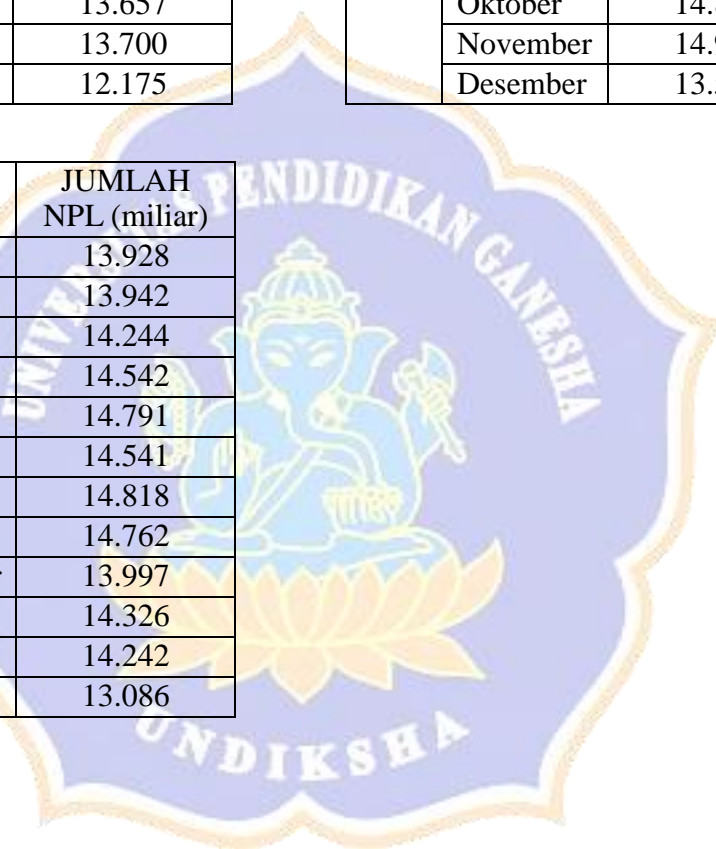 13.657
13.700
12.175
Oktober
November
Desember
JUMLAH
NPL (miliar)
13.928
13.942
14.244
14.542
14.791
14.541
14.818
14.762
13.997
14.326
14.242
13.086
UNIVERSITAS PENDIDIKAN GANESHA
UNDIKSHA